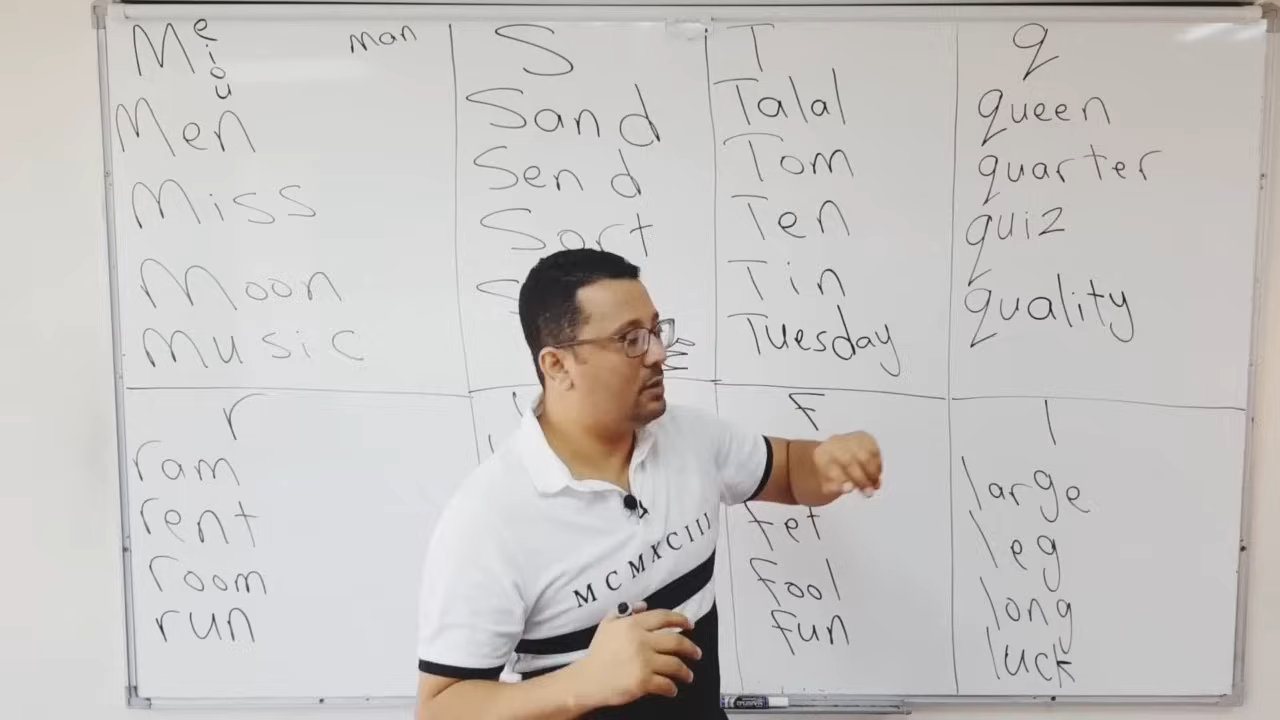 M e i o u
man
Men
Miss
Moon
Music
S
Sand
Send
Sort
T
Talal
Tom
Ten
Tin
Tuesday
q
queen
quarter
quiz
quality
r
ram
rent
room
run
F
fet
fool
fun
l
large
leg
long
luck
MCMXCIII